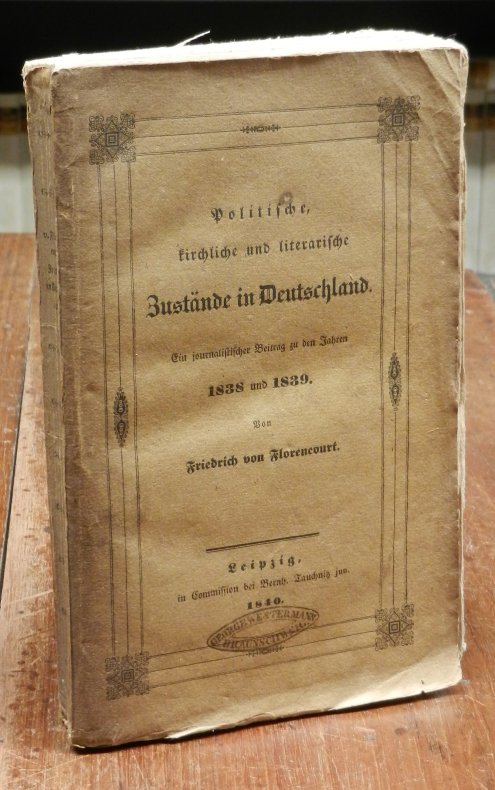 Politische,
kirchliche und literarische
Zustände in Deutschland.
Ein journalistischer Beitrag zu den Jahren
1838 und 1839.
Von
Friedrich von Florencourt.
Leipzig,
in Commission bei Bernh. Tauchnitz jun.
1840.
GEORGE WESTERMANN
BRAUNSCHWEIG